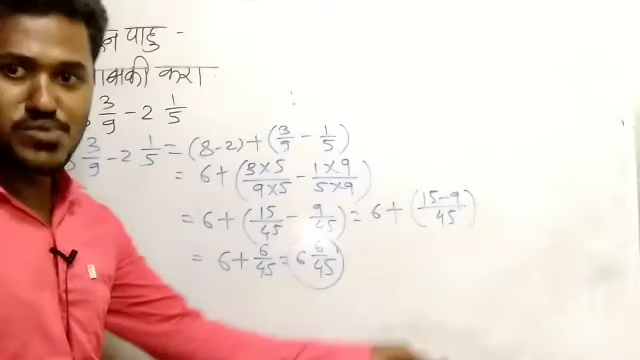 पाहु -
करा
3/9 - 2 1/5
3/9 - 2 1/5 = (8-2) + (3/9 - 1/5)
= 6 + (3×5/9×5 - 1×9/5×9)
= 6 + (15/45 - 9/45) = 6 + (15-9/45)
= 6 + 6/45 = 6 6/45